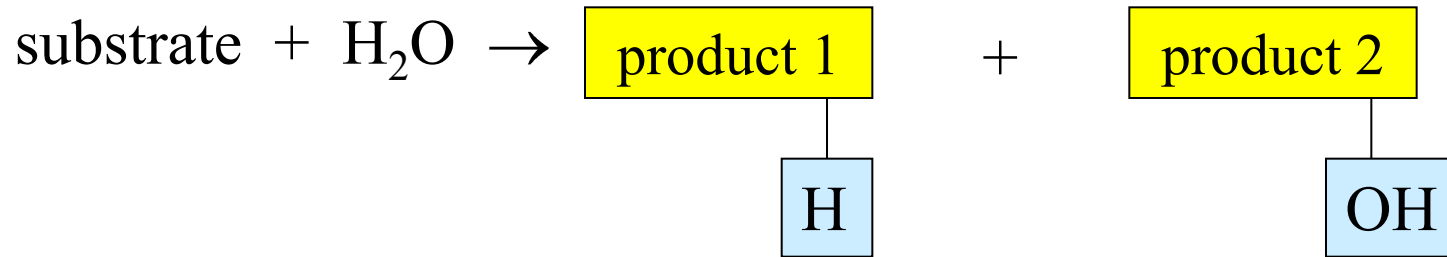 substrate + H₂O → product 1 + product 2
H OH